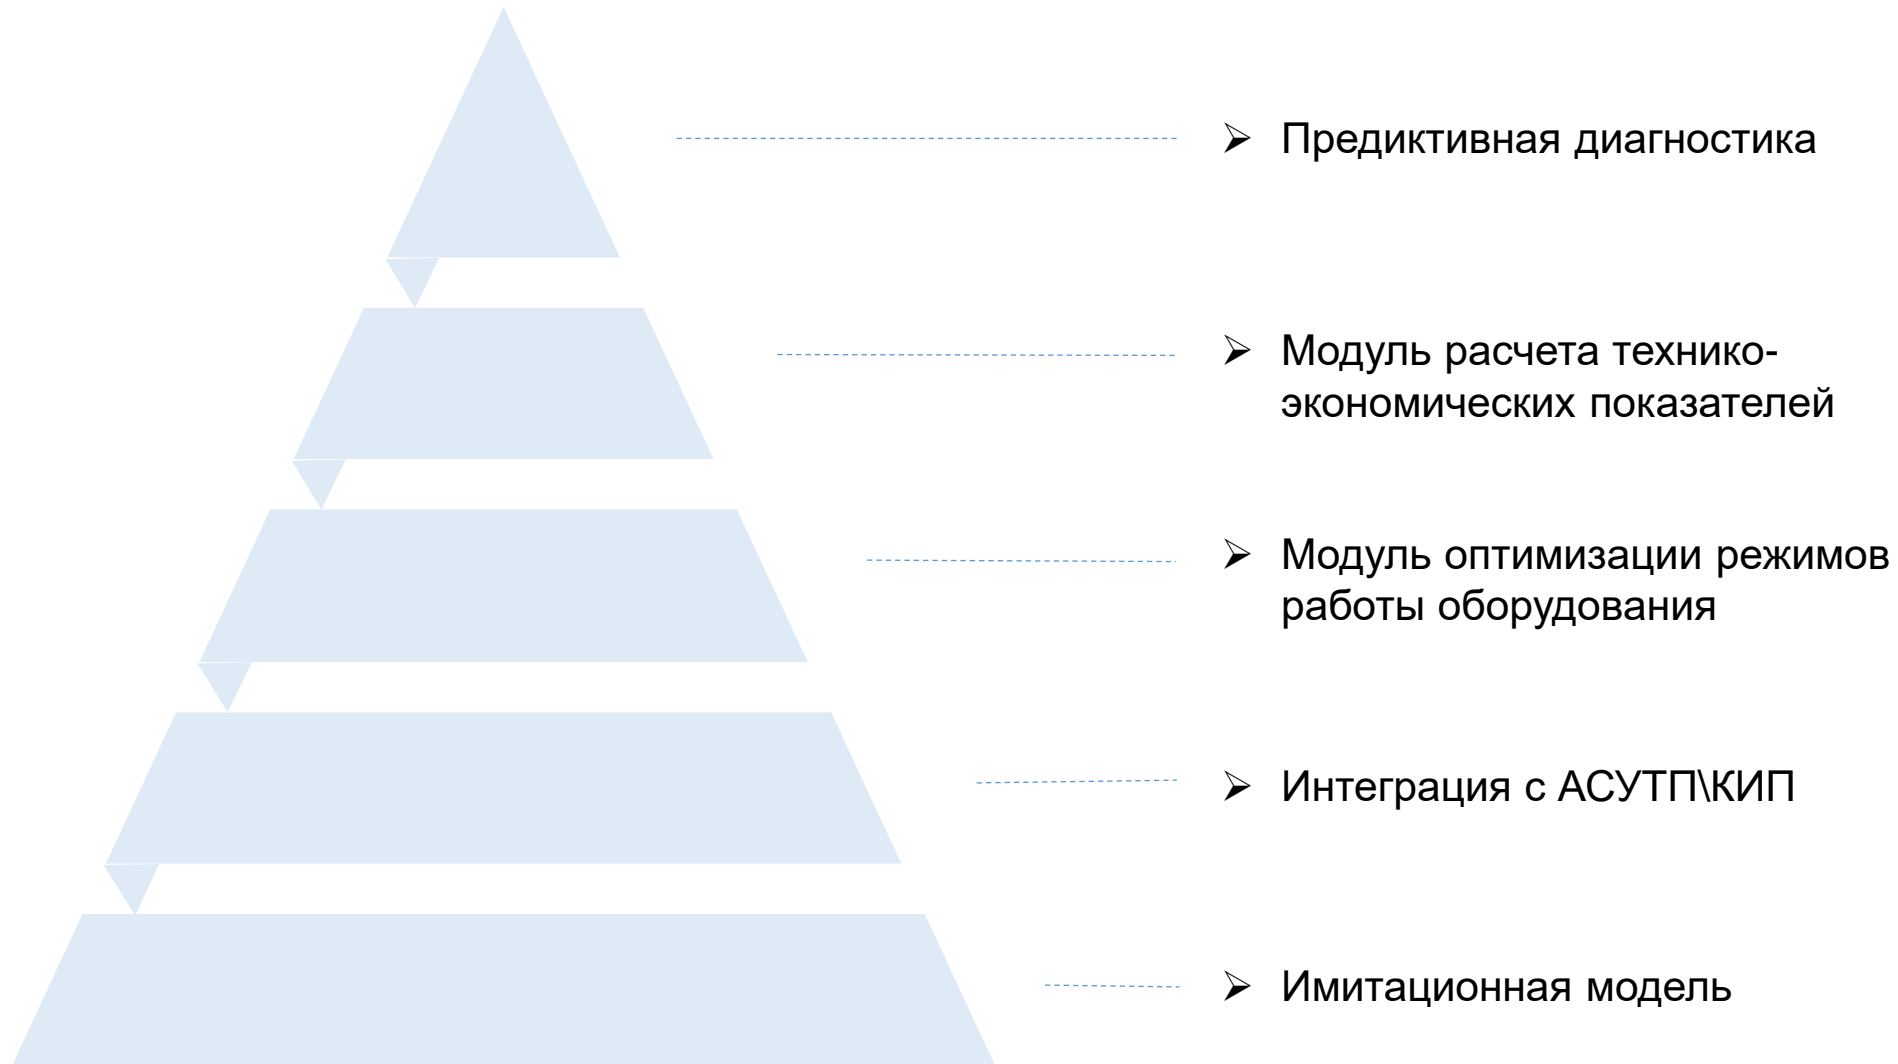 Предиктивная диагностика
Модуль расчета технико-
экономических показателей
Модуль оптимизации режимов
работы оборудования
Интеграция с АСУТП\КИП
Имитационная модель